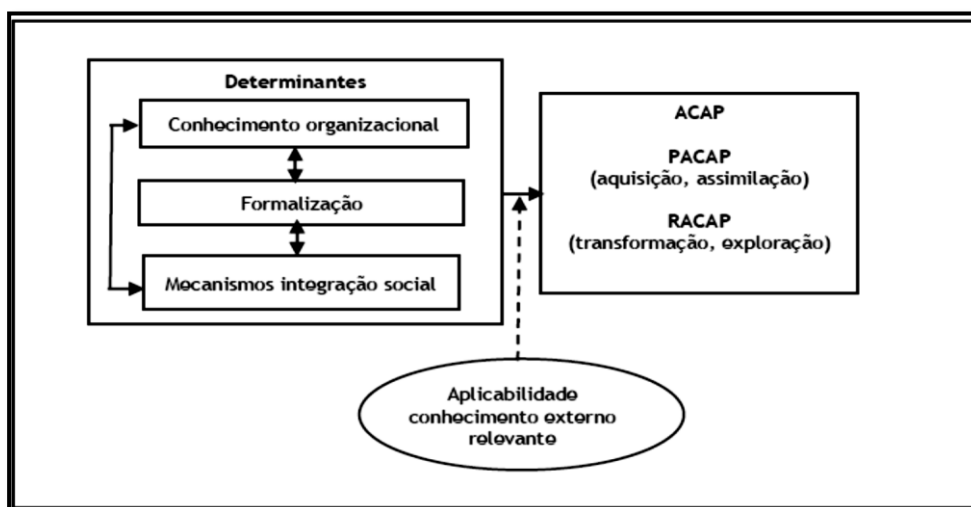 Determinantes
Conhecimento organizacional
Formalização
Mecanismos integração social
ACAP
PACAP
(aquisição, assimilação)
RACAP
(transformação, exploração)
Aplicabilidade
conhecimento externo
relevante